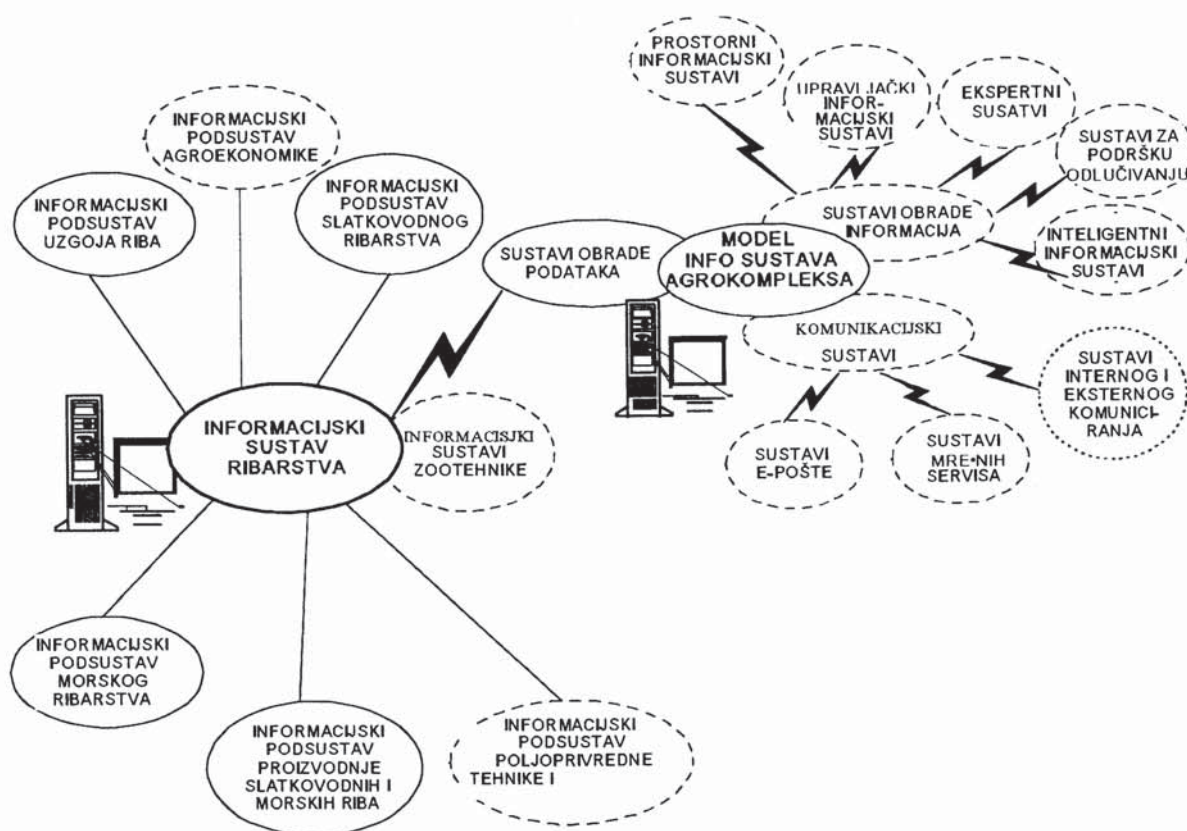 PROSTORNI
INFORMACIJSKI
SUSTAVI
UPRAVLJAČKI
INFOR-
MACIJSKI
SUSTAVI
EKSPERTNI
SUSATVI
SUSTAVI ZA
PODRŠKU
ODLUČIVANJU
INFORMACIJSKI
PODSUSTAV
AGROEKONOMIKE
INFORMACIJSKI
PODSUSTAV
UZGOJA RIBA
INFORMACIJSKI
PODSUSTAV
SLATKOVODNOG
RIBARSTVA
SUSTAVI OBRADE
PODATAKA
MODEL
INFO SUSTAVA
AGROKOMPLEKSA
SUSTAVI OBRADE
INFORMACIJA
INTELIGENTNI
INFORMACIJSKI
SUSTAVI
KOMUNIKACIJSKI
SUSTAVI
SUSTAVI
INTERNOG I
EKSTERNOG
KOMUNICI-
RANJA
SUSTAVI
E-POŠTE
SUSTAVI
MRE•NIH
SERVISA
INFORMACIJSKI
SUSTAV
RIBARSTVA
INFORMACISJKI
SUSTAVI
ZOOTEHNIKE
INFORMACIJSKI
PODSUSTAV
MORSKOG
RIBARSTVA
INFORMACIJSKI
PODSUSTAV
PROIZVODNJE
SLATKOVODNIH I
MORSKIH RIBA
INFORMACIJSKI
PODSUSTAV
POLJOPRIVREDNE
TEHNIKE I